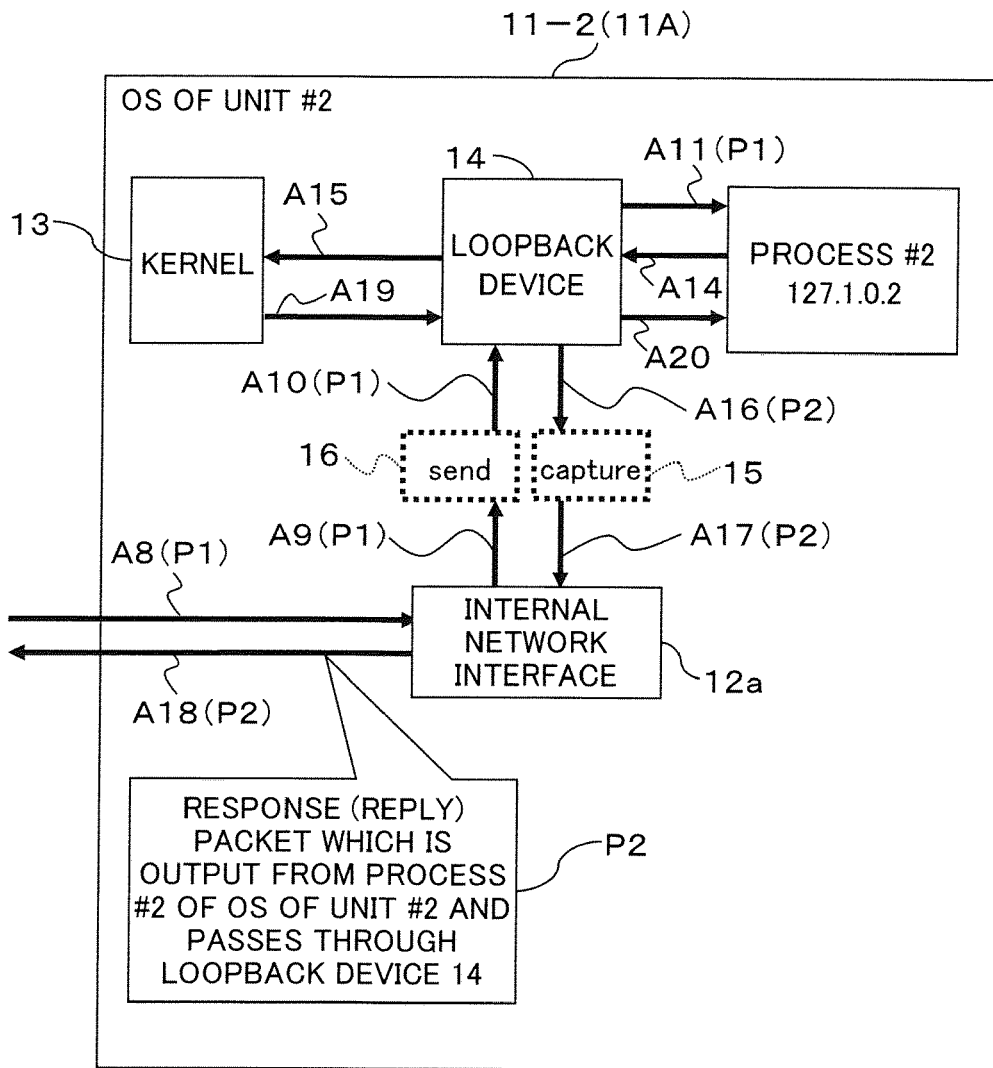 11-2(11A)
OS OF UNIT #2
14
A11(P1)
13
KERNEL
A15
A19
LOOPBACK
DEVICE
A14
A20
PROCESS #2
127.1.0.2
A10(P1)
A16(P2)
16
send
capture
15
A9(P1)
A17(P2)
A8(P1)
INTERNAL
NETWORK
INTERFACE
12a
A18(P2)
RESPONSE (REPLY)
PACKET WHICH IS
OUTPUT FROM PROCESS
#2 OF OS OF UNIT #2 AND
PASSES THROUGH
LOOPBACK DEVICE 14
P2